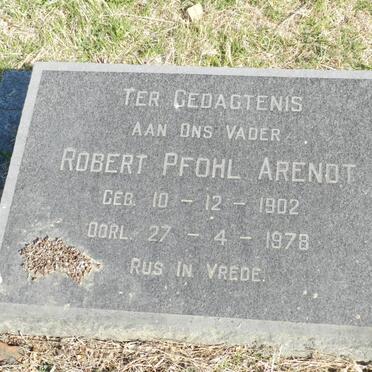 TER GEDAGTENIS
AAN ONS VADER
ROBERT PFOHL ARENDT
GEB. 10 - 12 - 1902
OORL. 27 - 4 - 1978
RUS IN VREDE.